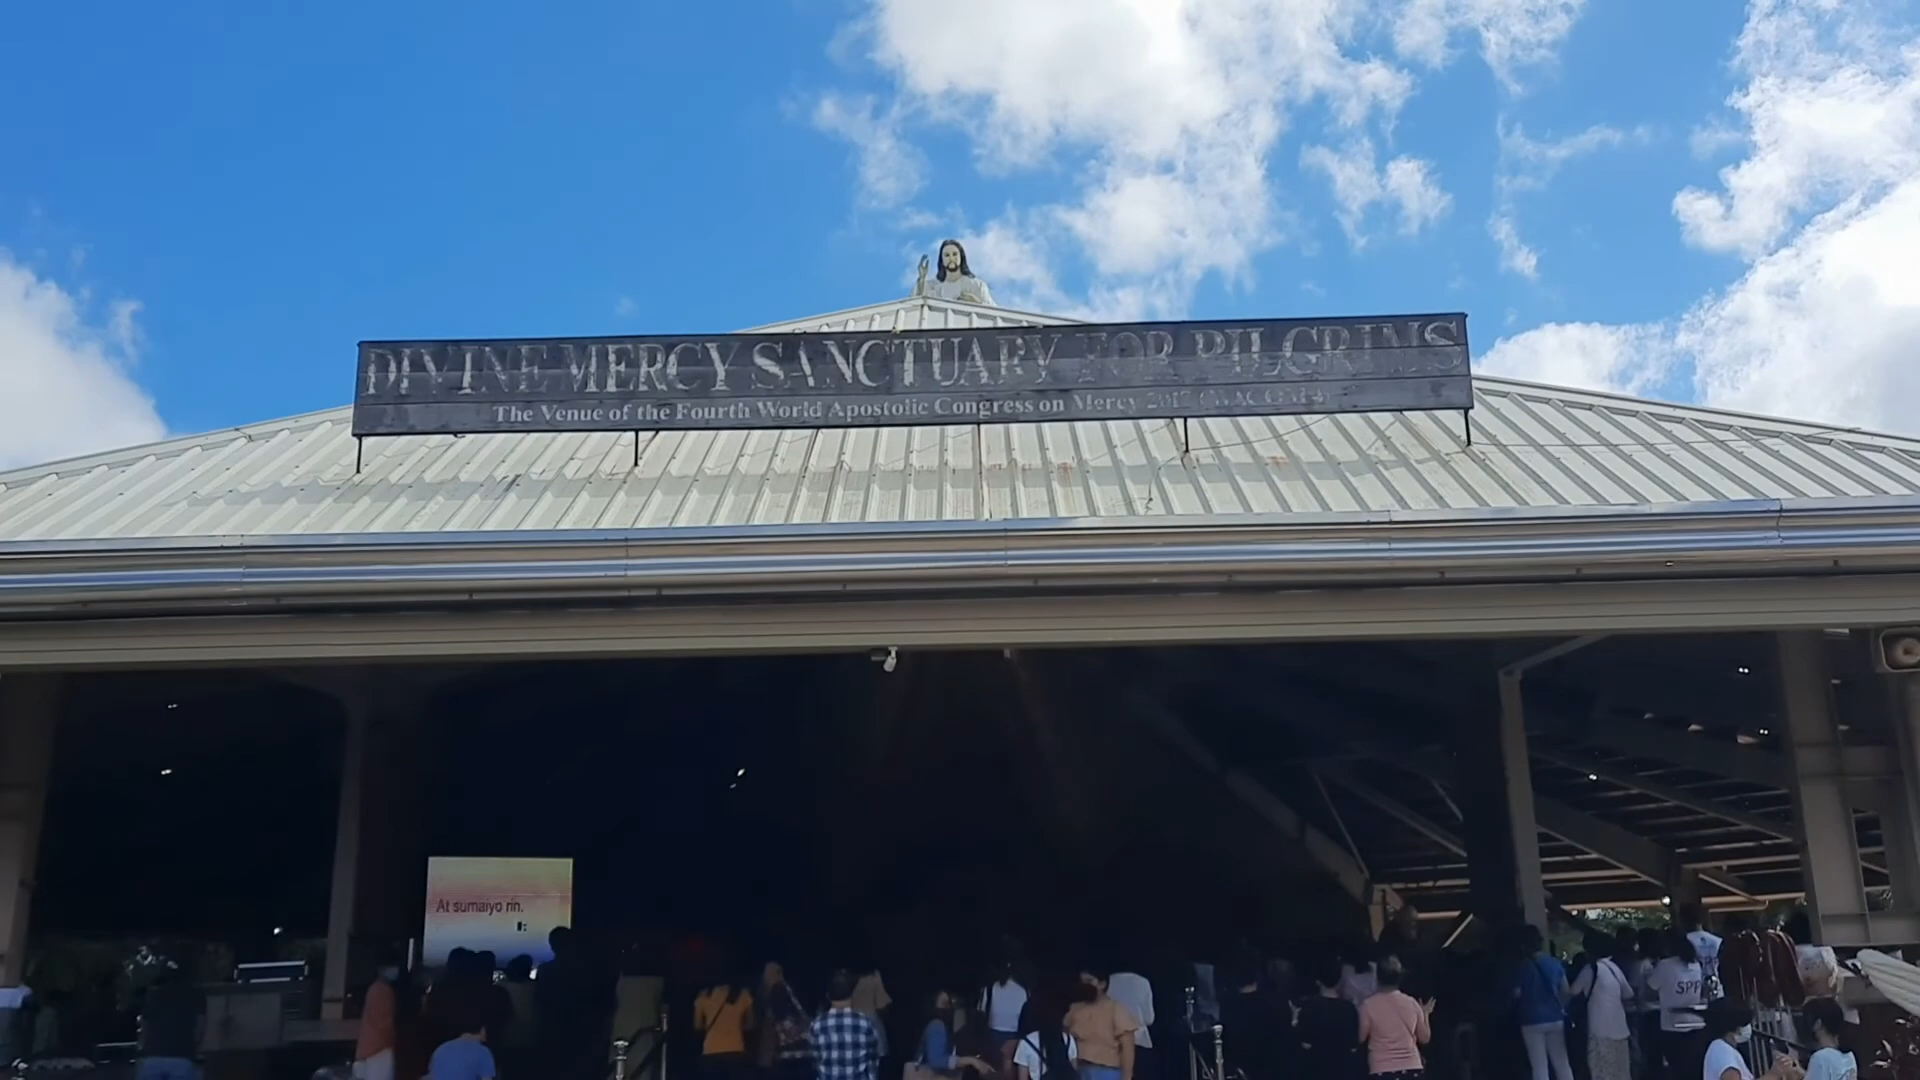 DIVINE MERCY SANCTUARY FOR PILGRIMS
The Venue of the Fourth World Apostolic Congress on Mercy 2017
At sumaiyo rin.
SPP